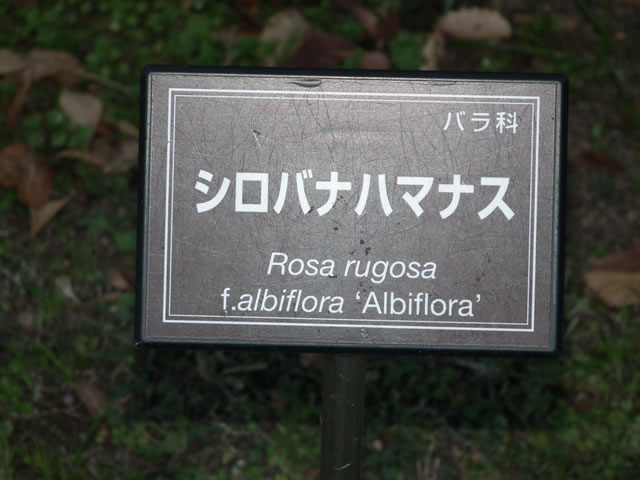 バラ科
シロバナハマナス
Rosa rugosa
f.albiflora ‘Albiflora’